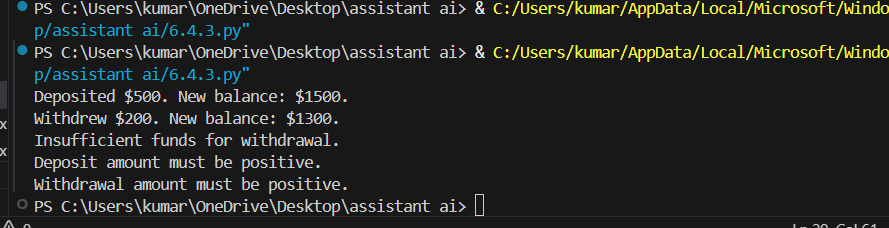 PS C:\Users\kumar\OneDrive\Desktop\assistant ai> & C:/Users/kumar/AppData/Local/Microsoft/Windo
p/assistant ai/6.4.3.py"
PS C:\Users\kumar\OneDrive\Desktop\assistant ai> & C:/Users/kumar/AppData/Local/Microsoft/Windo
p/assistant ai/6.4.3.py"
Deposited $500. New balance: $1500.
Withdrew $200. New balance: $1300.
x
Insufficient funds for withdrawal.
x
Deposit amount must be positive.
Withdrawal amount must be positive.
PS C:\Users\kumar\OneDrive\Desktop\assistant ai>